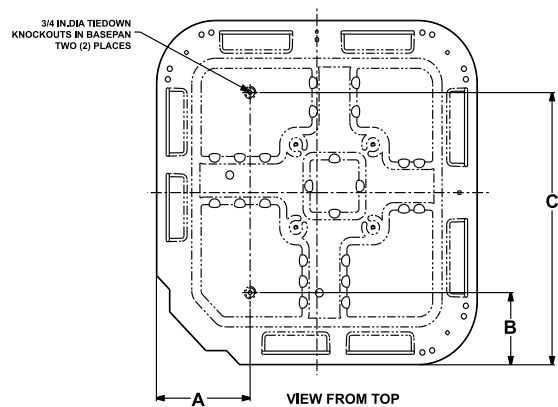 3/4 IN.DIA TIEDOWN
KNOCKOUTS IN BASEPAN
TWO (2) PLACES
C
B
A
VIEW FROM TOP